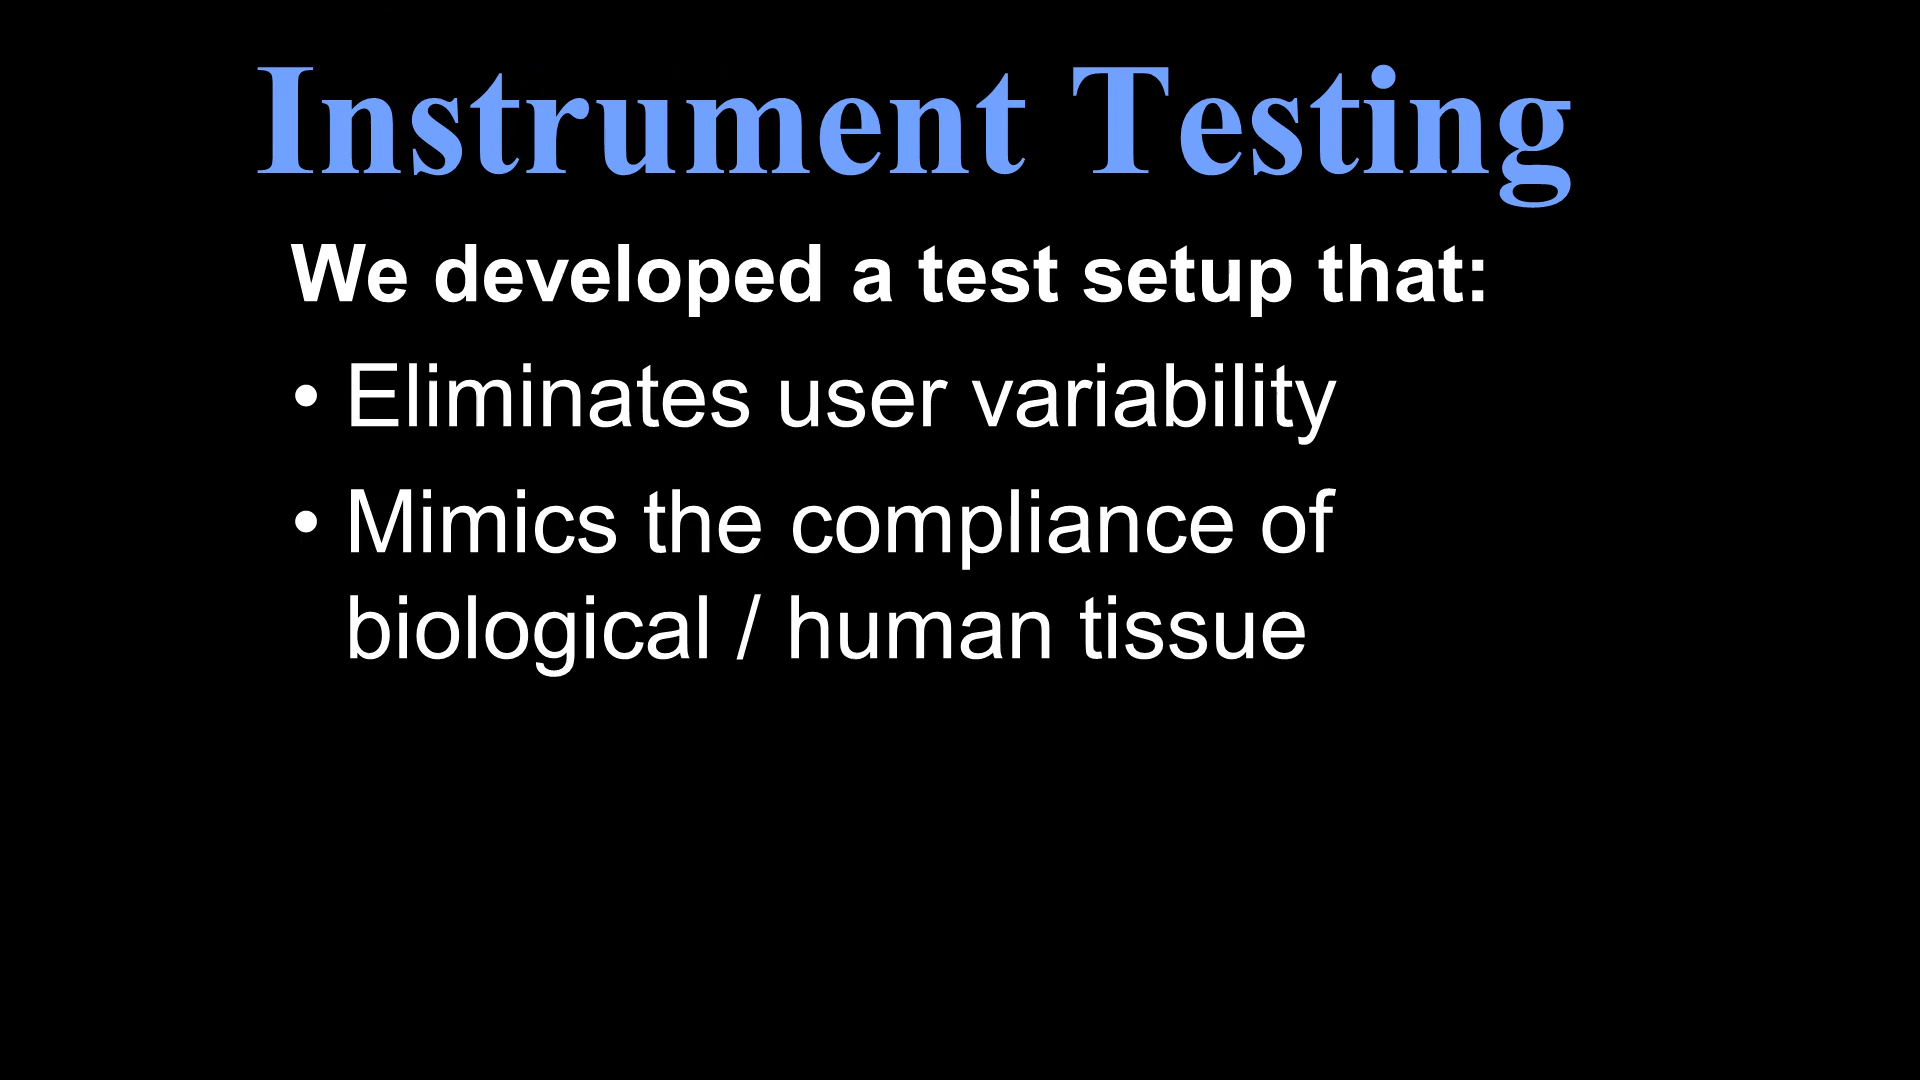 Instrument Testing
We developed a test setup that:
• Eliminates user variability
• Mimics the compliance of
biological / human tissue